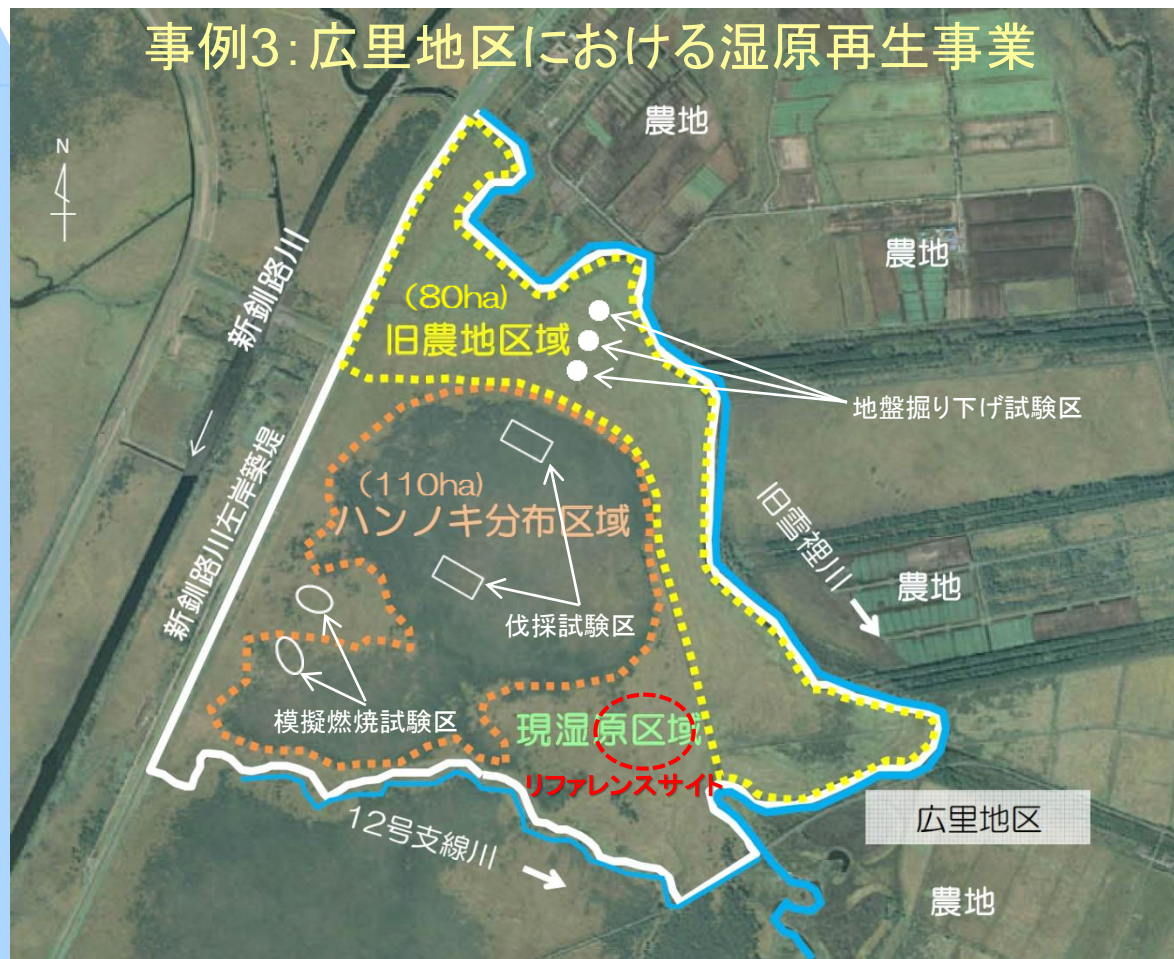 事例3:広里地区における湿原再生事業
農地
N
農地
新釧路川
(80ha)
旧農地区域
地盤掘り下げ試験区
(110ha)
ハンノキ分布区域
旧雪裡川
農地
新釧路川左岸築堤
伐採試験区
模擬燃焼試験区
現湿原区域
リファレンスサイト
12号支線川
広里地区
農地